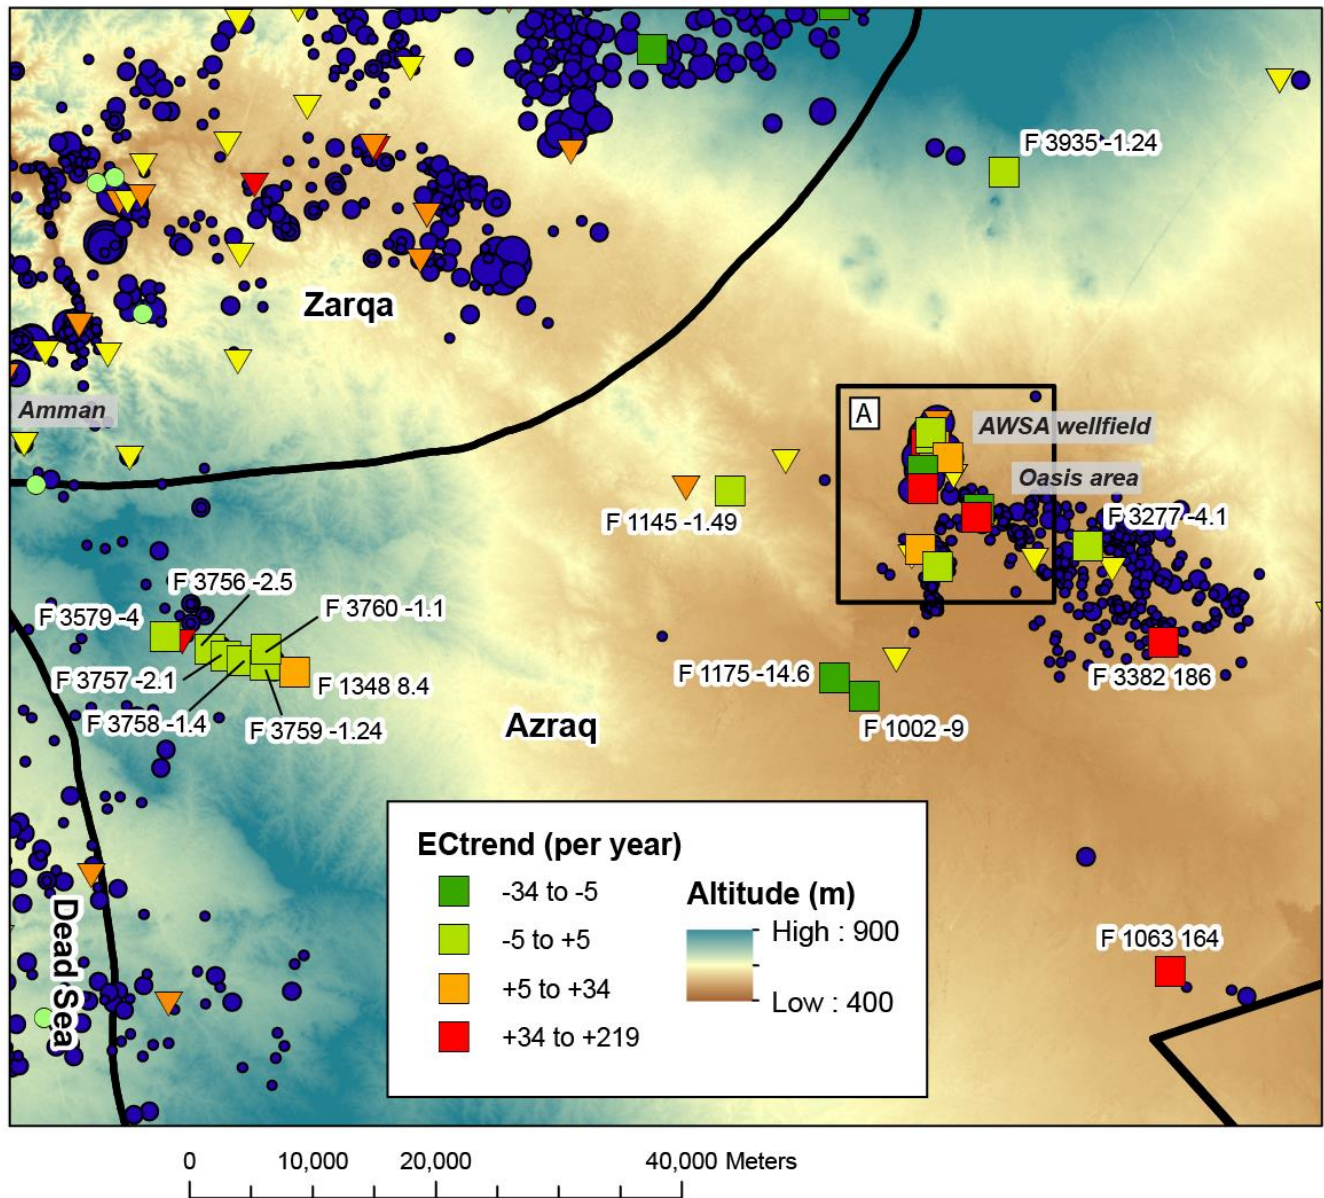 F 3935 -1.24
Zarqa
Amman
A
AWSA wellfield
Oasis area
F 1145 -1.49
F 3277 -4.1
F 3756 -2.5
F 3579 -4
F 3760 -1.1
F 3757 -2.1
F 1348 8.4
F 1175 -14.6
F 3382 186
F 3758 -1.4
F 3759 -1.24
Azraq
F 1002 -9
ECtrend (per year)
-34 to -5
-5 to +5
+5 to +34
+34 to +219
Altitude (m)
High : 900
Low : 400
Dead Sea
F 1063 164
0 10,000 20,000 40,000 Meters